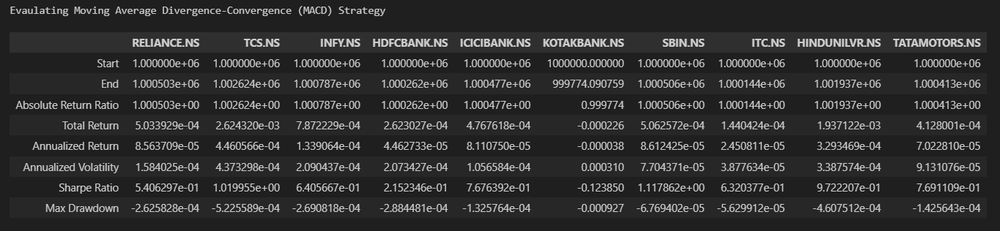 Evaulating Moving Average Divergence-Convergence (MACD) Strategy
RELIANCE.NS TCS.NS INFY.NS HDFCBANK.NS ICICIBANK.NS KOTAKBANK.NS SBIN.NS ITC.NS HINDUNILVR.NS TATAMOTORS.NS
Start 1.000000e+06 1.000000e+06 1.000000e+06 1.000000e+06 1.000000e+06 1000000.000000 1.000000e+06 1.000000e+06 1.000000e+06 1.000000e+06
End 1.000503e+06 1.002624e+06 1.000787e+06 1.000262e+06 1.000477e+06 999774.090759 1.000506e+06 1.000144e+06 1.001937e+06 1.000413e+06
Absolute Return Ratio 1.000503e+00 1.002624e+00 1.000787e+00 1.000262e+00 1.000477e+00 0.999774 1.000506e+00 1.000144e+00 1.001937e+00 1.000413e+00
Total Return 5.033929e-04 2.624320e-03 7.872229e-04 2.623027e-04 4.767618e-04 -0.000226 5.062572e-04 1.440424e-04 1.937122e-03 4.128001e-04
Annualized Return 8.563709e-05 4.460566e-04 1.339064e-04 4.462733e-05 8.110750e-05 -0.000038 8.612425e-05 2.450811e-05 3.293469e-04 7.022810e-05
Annualized Volatility 1.584025e-04 4.373298e-04 2.090437e-04 2.073427e-04 1.056584e-04 0.000310 7.704371e-05 3.877634e-05 3.387574e-04 9.131076e-05
Sharpe Ratio 5.406297e-01 1.019955e+00 6.405667e-01 2.152346e-01 7.676392e-01 -0.123850 1.117862e+00 6.320377e-01 9.722207e-01 7.691109e-01
Max Drawdown -2.625828e-04 -5.225589e-04 -2.690818e-04 -2.884481e-04 -1.325764e-04 -0.000927 -6.769402e-05 -5.629912e-05 -4.607512e-04 -1.425643e-04